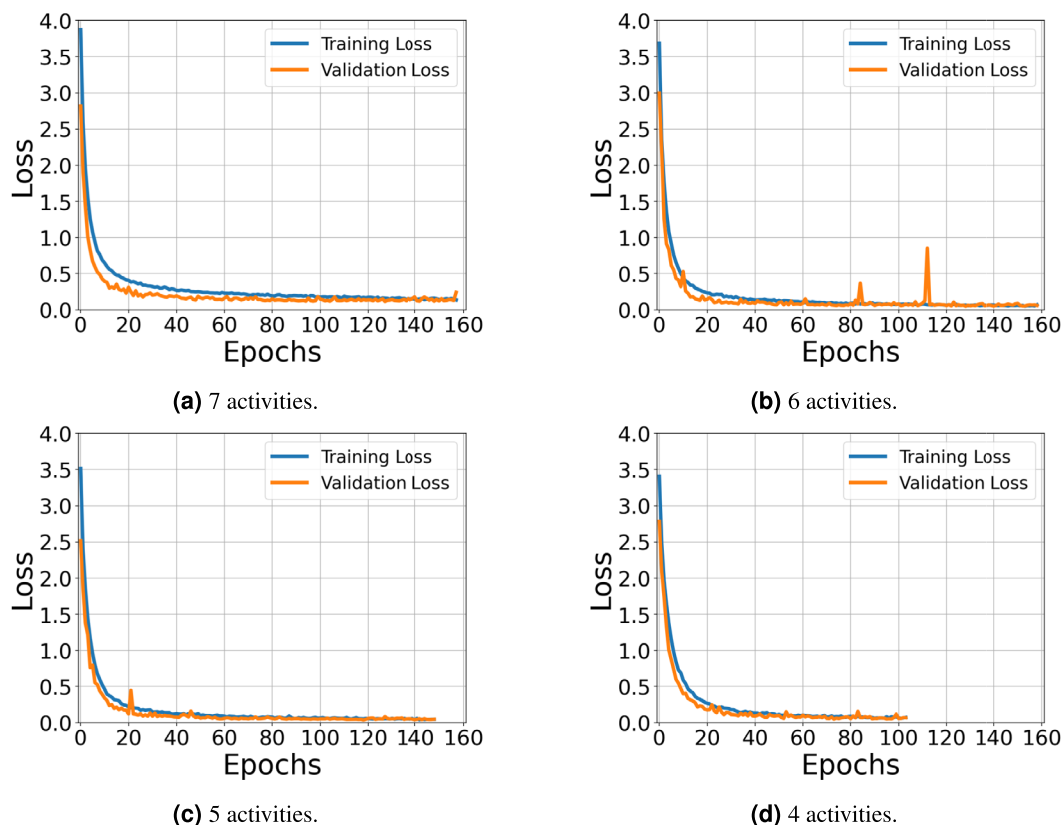 4.0
3.5
3.0
2.5
2.0
1.5
1.0
0.5
0.0
Loss
Training Loss
Validation Loss
0 20 40 60 80 100 120 140 160
Epochs
(a) 7 activities.
4.0
3.5
3.0
2.5
2.0
1.5
1.0
0.5
0.0
Loss
Training Loss
Validation Loss
0 20 40 60 80 100 120 140 160
Epochs
(b) 6 activities.
4.0
3.5
3.0
2.5
2.0
1.5
1.0
0.5
0.0
Loss
Training Loss
Validation Loss
0 20 40 60 80 100 120 140 160
Epochs
(c) 5 activities.
4.0
3.5
3.0
2.5
2.0
1.5
1.0
0.5
0.0
Loss
Training Loss
Validation Loss
0 20 40 60 80 100 120 140 160
Epochs
(d) 4 activities.